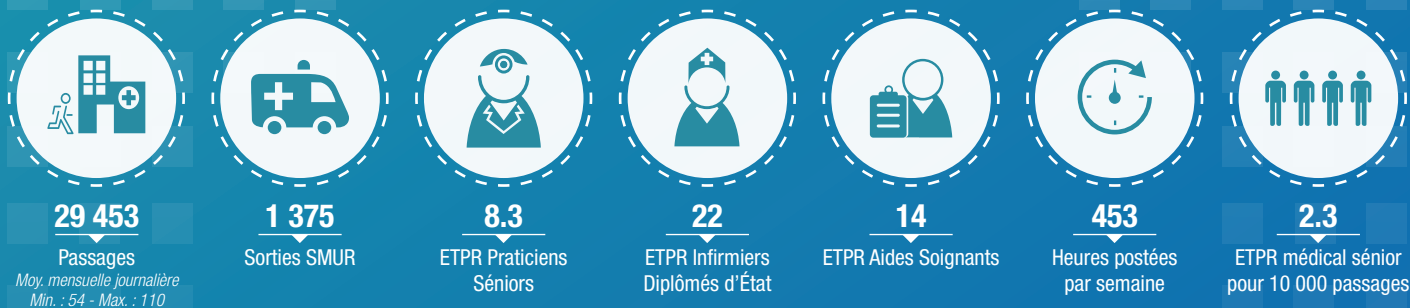 29 453
Passages
Moy. mensuelle journalière
Min. : 54 - Max. : 110
1 375
Sorties SMUR
8.3
ETPR Praticiens
Séniors
22
ETPR Infirmiers
Diplômés d’État
14
ETPR Aides Soignants
453
Heures postées
par semaine
2.3
ETPR médical sénior
pour 10 000 passages